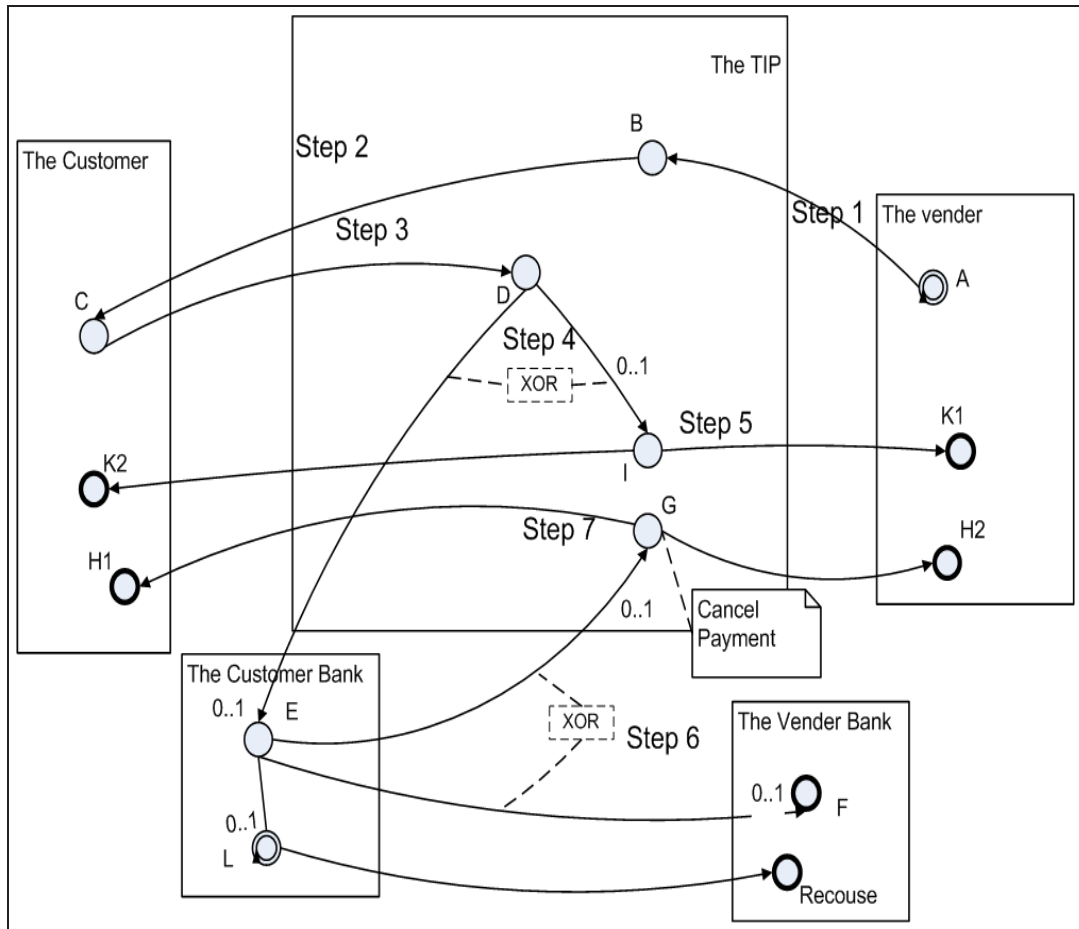 The TIP
B
Step 2
The Customer
Step 1
The vender
Step 3
A
D
C
Step 4
0..1
XOR
K1
Step 5
K2
I
G
Step 7
H2
H1
0..1
Cancel
Payment
The Customer Bank
0..1
E
The Vender Bank
XOR
Step 6
0..1
F
0..1
L
Recouse